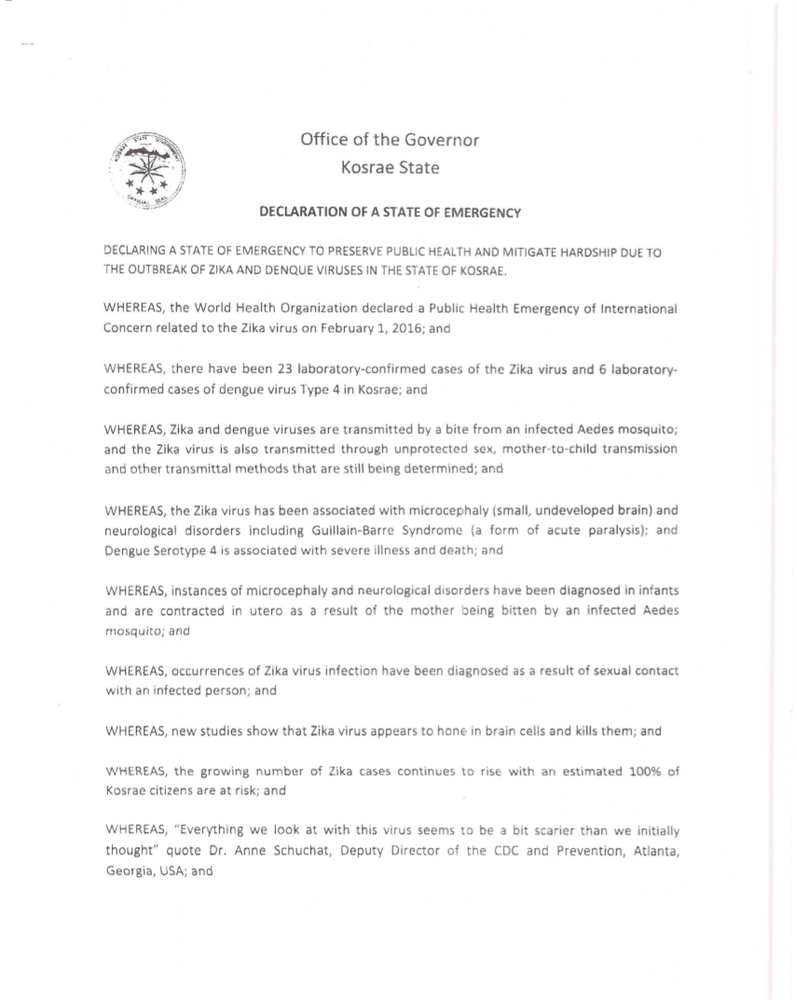 KOSRAE STATE GOVERNMENT
OFFICIAL SEAL
Office of the Governor
Kosrae State
DECLARATION OF A STATE OF EMERGENCY
DECLARING A STATE OF EMERGENCY TO PRESERVE PUBLIC HEALTH AND MITIGATE HARDSHIP DUE TO
THE OUTBREAK OF ZIKA AND DENQUE VIRUSES IN THE STATE OF KOSRAE.
WHEREAS, the World Health Organization declared a Public Health Emergency of International
Concern related to the Zika virus on February 1, 2016; and
WHEREAS, there have been 23 laboratory-confirmed cases of the Zika virus and 6 laboratory-
confirmed cases of dengue virus Type 4 in Kosrae; and
WHEREAS, Zika and dengue viruses are transmitted by a bite from an infected Aedes mosquito;
and the Zika virus is also transmitted through unprotected sex, mother-to-child transmission
and other transmittal methods that are still being determined; and
WHEREAS, the Zika virus has been associated with microcephaly (small, undeveloped brain) and
neurological disorders including Guillain-Barre Syndrome (a form of acute paralysis); and
Dengue Serotype 4 is associated with severe illness and death; and
WHEREAS, instances of microcephaly and neurological disorders have been diagnosed in infants
and are contracted in utero as a result of the mother being bitten by an infected Aedes
mosquito; and
WHEREAS, occurrences of Zika virus infection have been diagnosed as a result of sexual contact
with an infected person; and
WHEREAS, new studies show that Zika virus appears to hone in brain cells and kills them; and
WHEREAS, the growing number of Zika cases continues to rise with an estimated 100% of
Kosrae citizens are at risk; and
WHEREAS, "Everything we look at with this virus seems to be a bit scarier than we initially
thought" quote Dr. Anne Schuchat, Deputy Director of the CDC and Prevention, Atlanta,
Georgia, USA; and